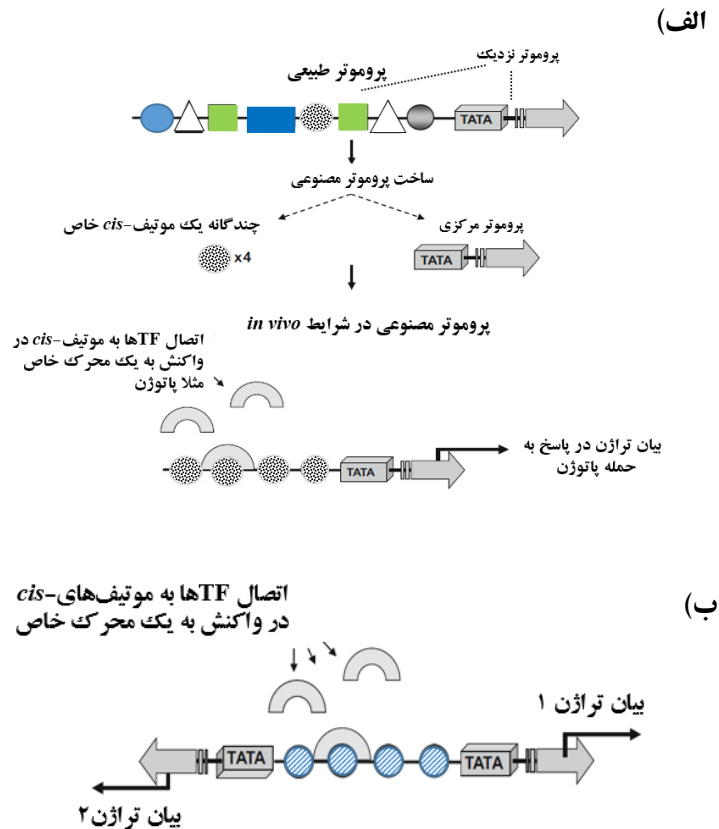 الف)
پروموتر نزدیک
پروموتر طبیعی
TATA
ساخت پروموتر مصنوعی
چندگانه یک موتیف-cis خاص
x4
پروموتر مرکزی
TATA
پروموتر مصنوعی در شرایط in vivo
اتصال TFها به موتیف-cis در
واکنش به یک محرک خاص
مثلا پاتوژن
TATA
بیان تراژن در پاسخ به
حمله پاتوژن
ب)
اتصال TFها به موتیف‌های-cis
در واکنش به یک محرک خاص
بیان تراژن ۱
TATA
TATA
بیان تراژن۲